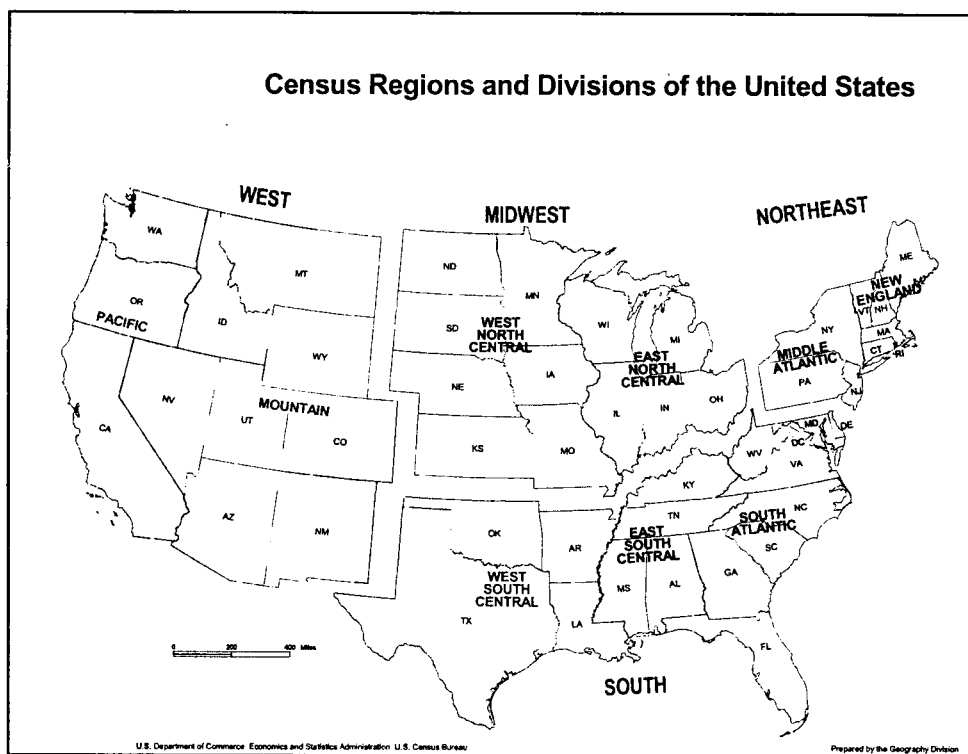 Census Regions and Divisions of the United States
WEST
MIDWEST
NORTHEAST
WA
MT
ND
MN
ME
OR
ID
PACIFIC
SD
WEST
NORTH
CENTRAL
WI
MI
NEW
ENGLAND
VT
NH
NY
MA
CT
RI
WY
NE
IA
EAST
NORTH
CENTRAL
MIDDLE
ATLANTIC
PA
NJ
NV
MOUNTAIN
UT
CO
CA
KS
MO
IL
IN
OH
MD
DE
DC
WV
VA
KY
AZ
NM
OK
AR
TN
NC
SOUTH
ATLANTIC
SC
EAST
SOUTH
CENTRAL
MS
AL
GA
WEST
SOUTH
CENTRAL
TX
LA
FL
0 200 400 Miles
SOUTH
U.S. Department of Commerce Economics and Statistics Administration U.S. Census Bureau
Prepared by the Geography Division